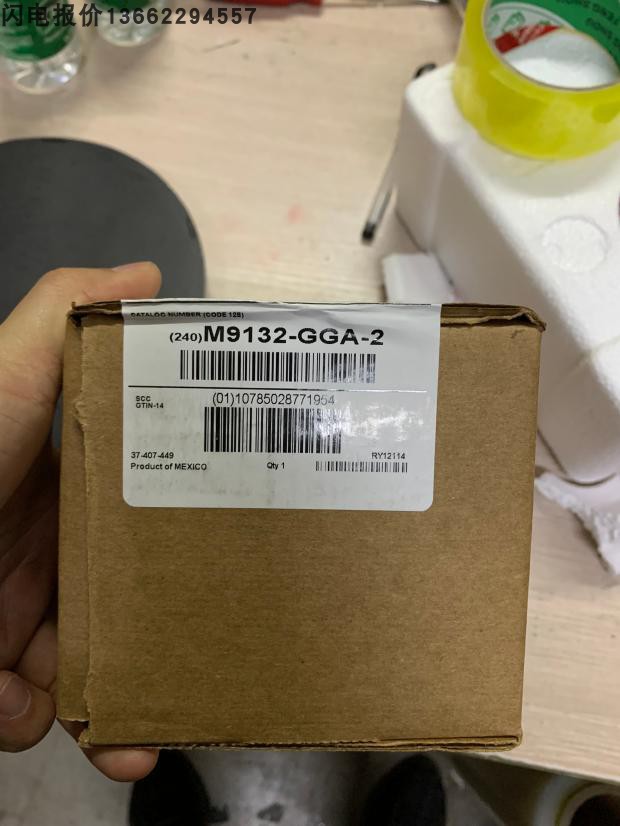 闪电报价13662294557
CATALOG NUMBER (CODE 128)
(240)M9132-GGA-2
SCC
GTIN-14
(01)10785028771954
37-407-449
RY12114
Product of MEXICO
Qty 1